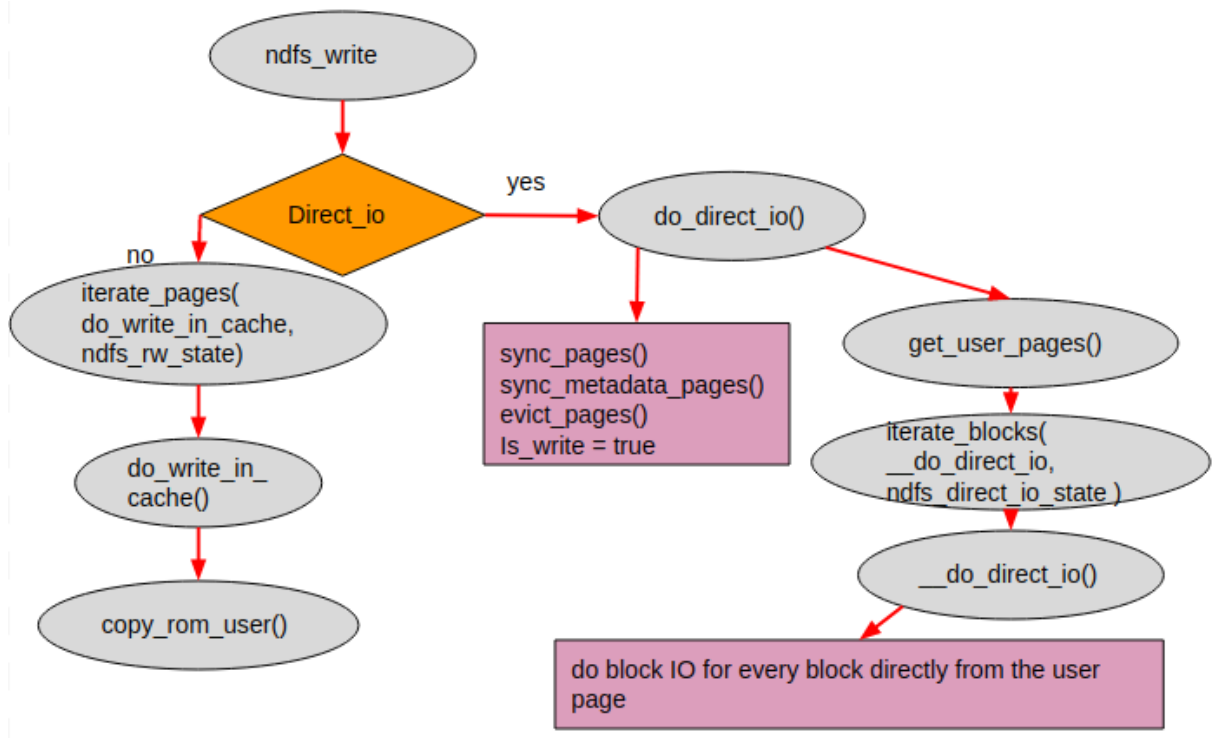 ndfs_write
Direct_io
yes
do_direct_io()
no
iterate_pages(
do_write_in_cache,
ndfs_rw_state)
sync_pages()
sync_metadata_pages()
evict_pages()
Is_write = true
get_user_pages()
iterate_blocks(
__do_direct_io,
ndfs_direct_io_state )
do_write_in_
cache()
__do_direct_io()
copy_rom_user()
do block IO for every block directly from the user
page